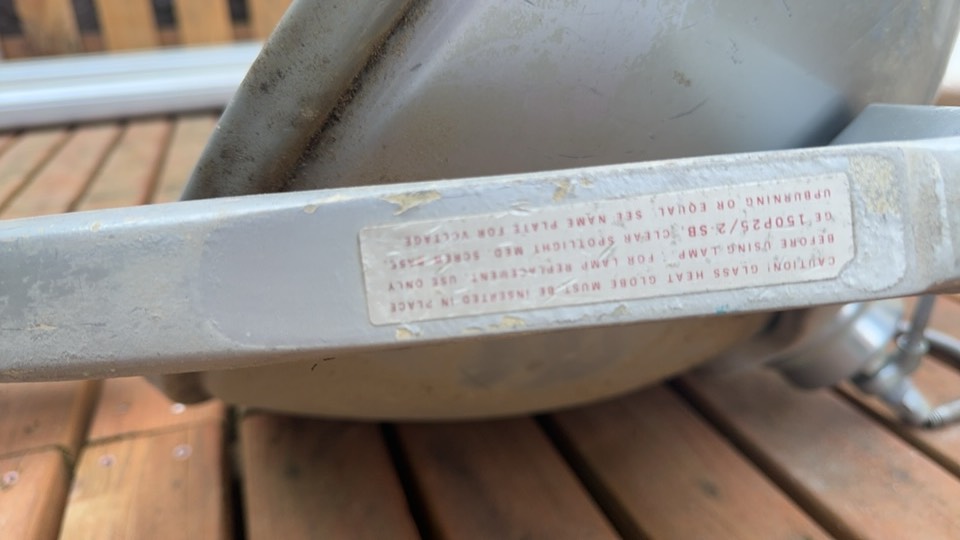 CAUTION! GLASS HEAT GLOBE MUST BE INSERTED IN PLACE
BEFORE USING LAMP FOR LAMP REPLACEMENT USE ONLY
GE 150P25/2 SB CLEAR SPOTLIGHT MED SCREW BASE
UPBURNING OR EQUAL SEE NAME PLATE FOR VOLTAGE